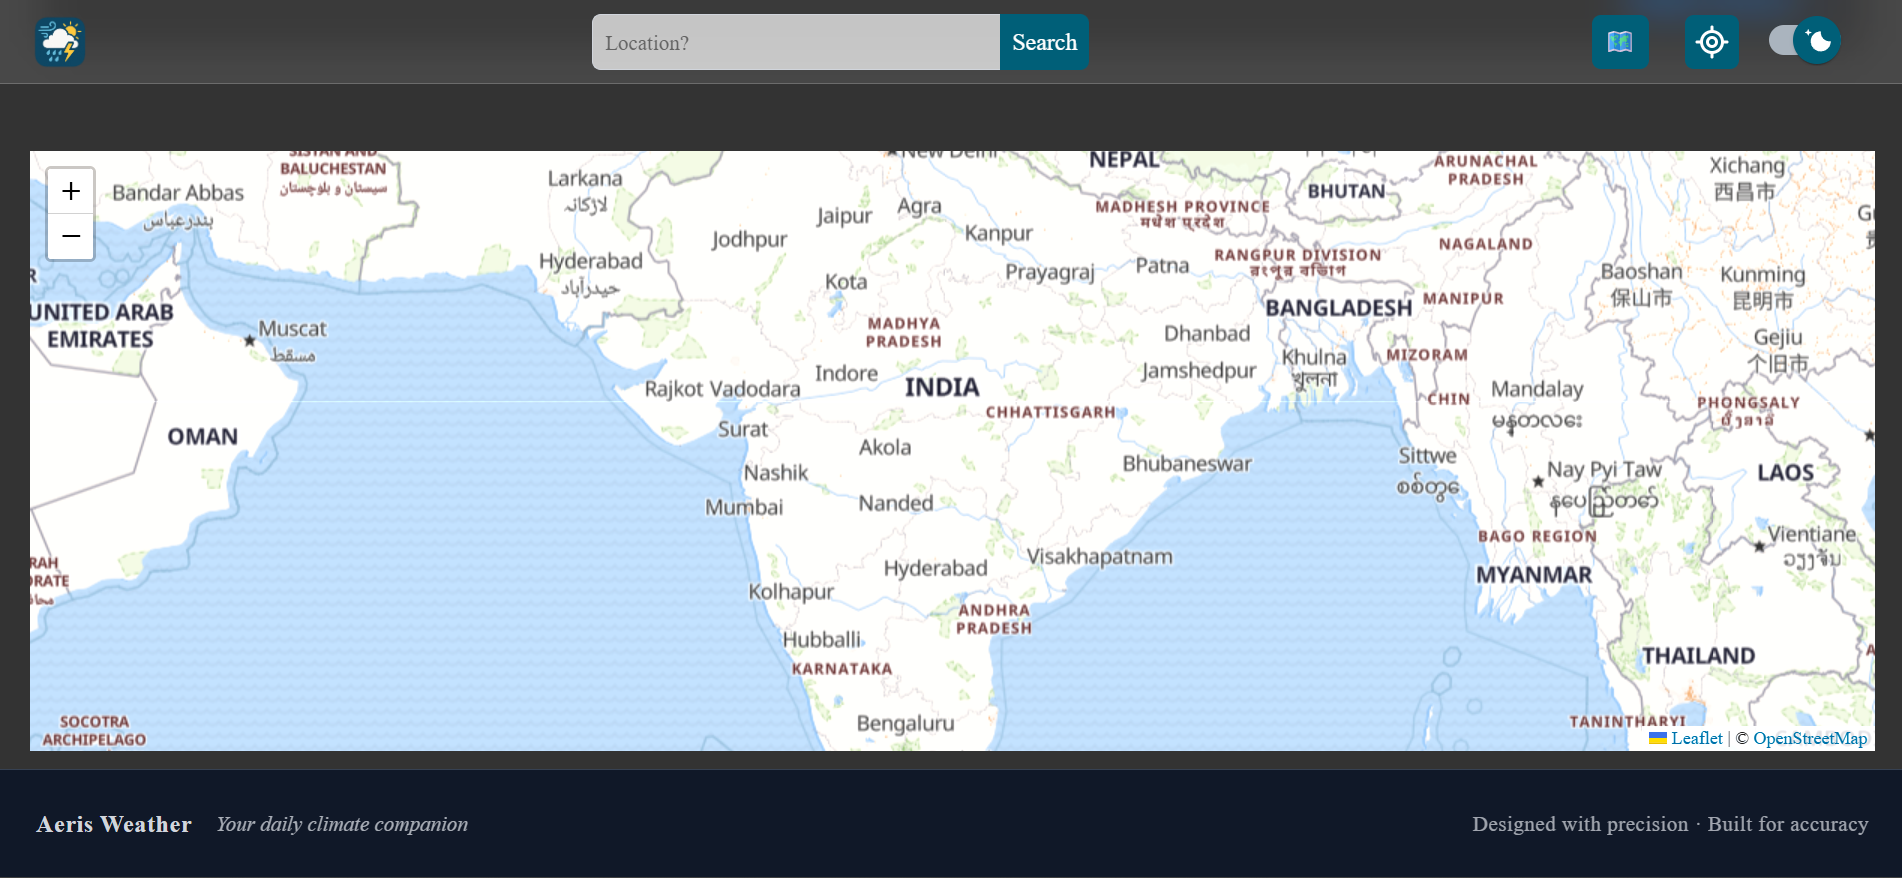 Location?
Search
+
−
SISTAN AND
BALUCHESTAN
سیستان و بلوچستان
Bandar Abbas
بندرعباس
Larkana
لاڑکانہ
New Delhi
NEPAL
ARUNACHAL
PRADESH
Xichang
西昌市
BHUTAN
MADHESH PROVINCE
मधेश प्रदेश
Jaipur
Agra
Kanpur
Jodhpur
NAGALAND
Hyderabad
حیدرآباد
RANGPUR DIVISION
রংপুর বিভাগ
Kota
Prayagraj
Patna
Baoshan
保山市
Kunming
昆明市
UNITED ARAB
EMIRATES
BANGLADESH
MANIPUR
Muscat
مسقط
MADHYA
PRADESH
Dhanbad
Gejiu
个旧市
Khulna
খুলনা
MIZORAM
Indore
Jamshedpur
Rajkot
Vadodara
INDIA
Mandalay
မန္တလေး
CHIN
CHHATTISGARH
PHONGSALY
ຜົ້ງສາລີ
OMAN
Surat
Akola
Sittwe
စစ်တွေ
Bhubaneswar
Nashik
Nay Pyi Taw
နေပြည်တော်
LAOS
Mumbai
Nanded
BAGO REGION
Vientiane
ວຽງຈັນ
Visakhapatnam
Hyderabad
MYANMAR
Kolhapur
ANDHRA
PRADESH
Hubballi
KARNATAKA
THAILAND
SOCOTRA
ARCHIPELAGO
Bengaluru
TANINTHARYI
Leaflet | © OpenStreetMap
Aeris Weather
Your daily climate companion
Designed with precision · Built for accuracy